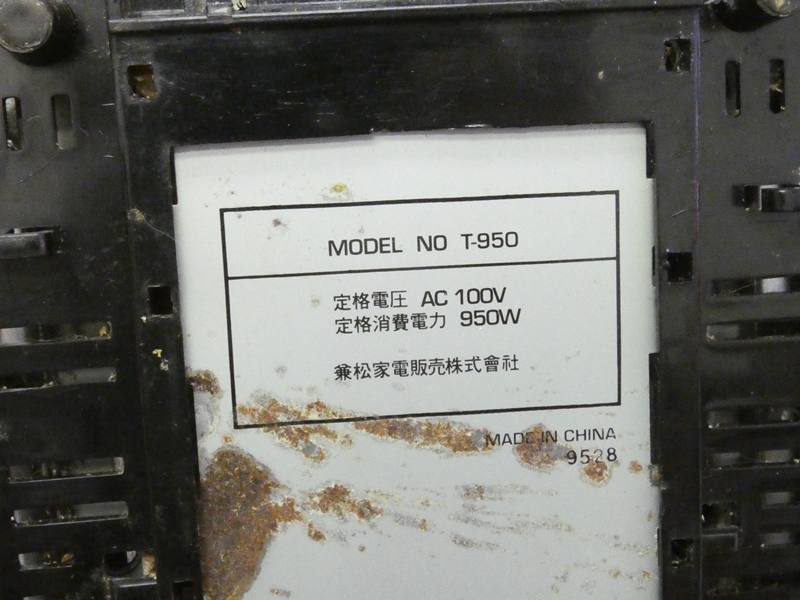 MODEL NO T-950
定格電圧 AC 100V
定格消費電力 950W
兼松家電販売株式會社
MADE IN CHINA
9528